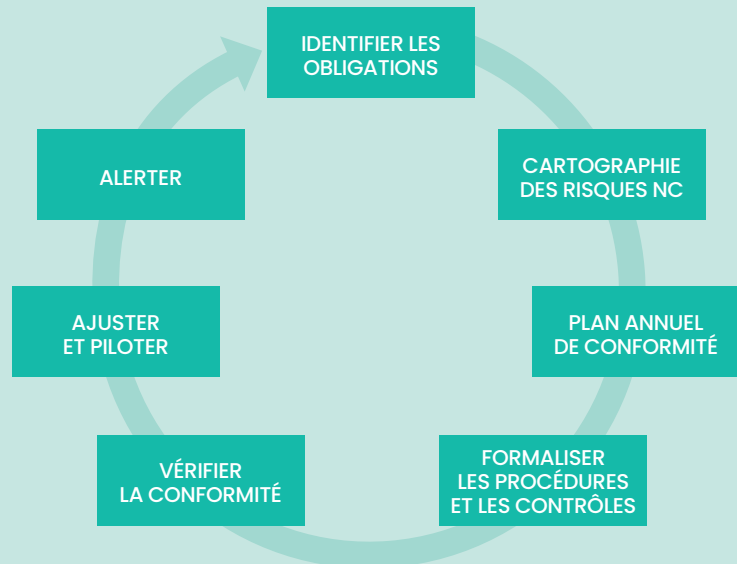 IDENTIFIER LES
OBLIGATIONS
CARTOGRAPHIE
DES RISQUES NC
PLAN ANNUEL
DE CONFORMITÉ
FORMALISER
LES PROCÉDURES
ET LES CONTRÔLES
VÉRIFIER
LA CONFORMITÉ
AJUSTER
ET PILOTER
ALERTER